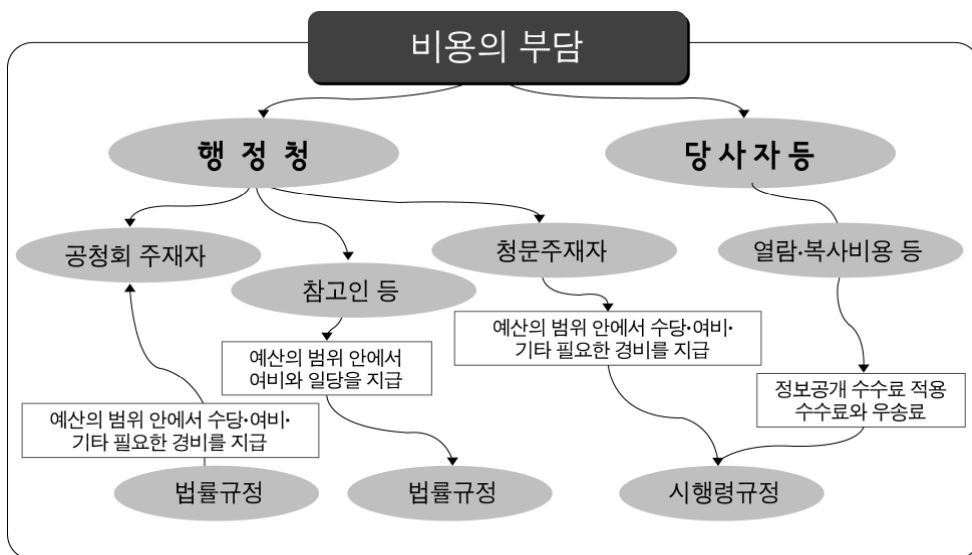 비용의 부담
행 정 청
당 사 자 등
공청회 주재자
참고인 등
청문주재자
열람·복사비용 등
예산의 범위 안에서 수당·여비·
기타 필요한 경비를 지급
예산의 범위 안에서
여비와 일당을 지급
예산의 범위 안에서 수당·여비·
기타 필요한 경비를 지급
정보공개 수수료 적용
수수료와 우송료
법률규정
법률규정
시행령규정